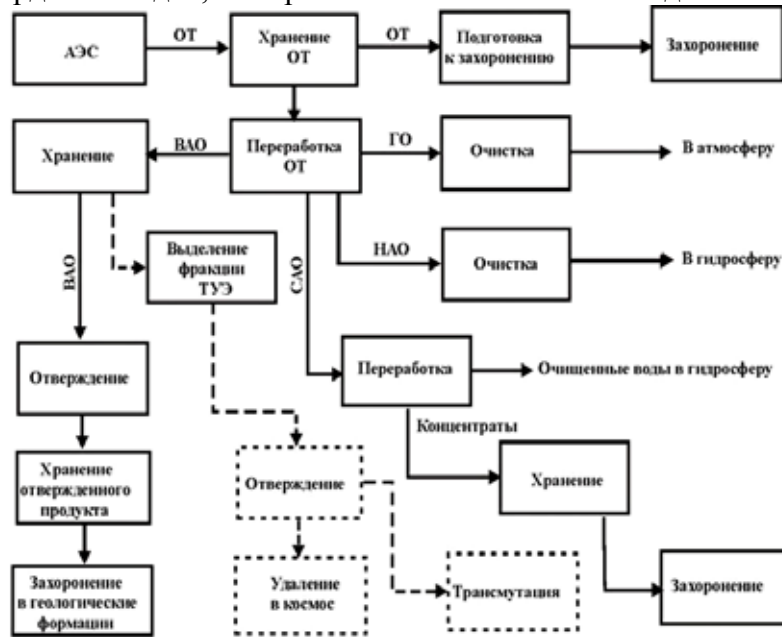 АЭС
ОТ
Хранение
ОТ
ОТ
Подготовка
к захоронению
Захоронение
Хранение
ВАО
Переработка
ОТ
ГО
Очистка
В атмосферу
ВАО
Выделение
фракции
ТУЭ
САО
НАО
Очистка
В гидросферу
Отверждение
Переработка
Очищенные воды в гидросферу
Концентраты
Хранение
отвержденного
продукта
Отверждение
Хранение
Захоронение
в геологические
формации
Удаление
в космос
Трансмутация
Захоронение